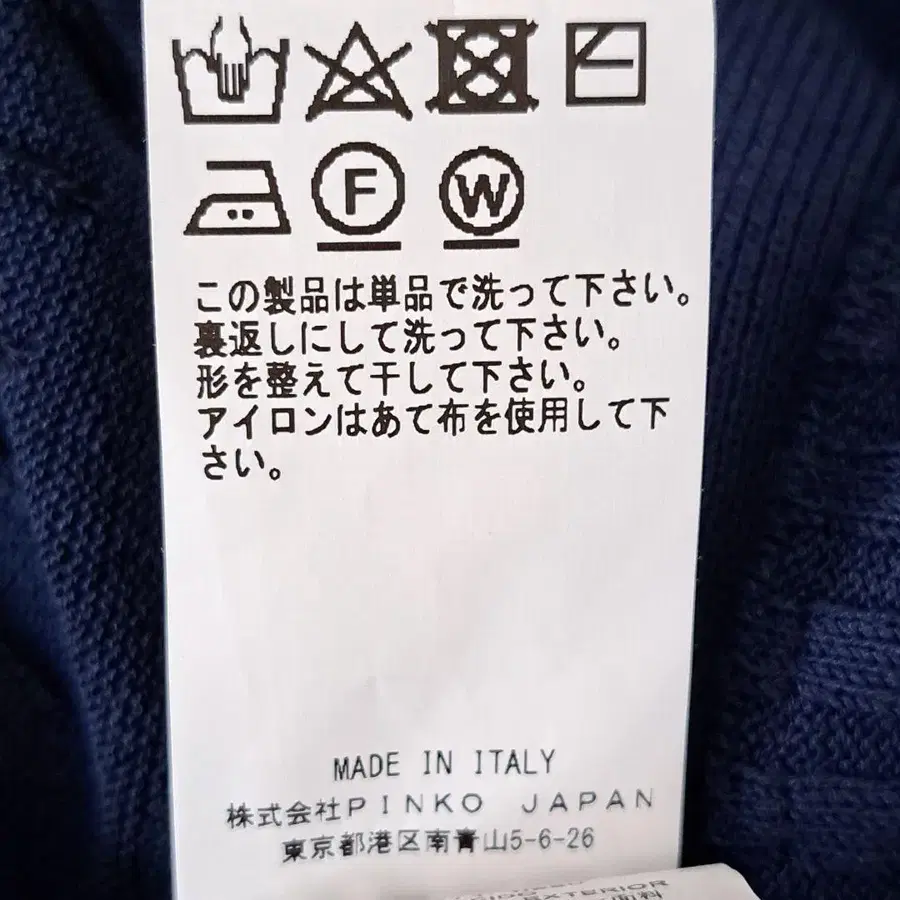 F W
この製品は単品で洗って下さい。
裏返しにして洗って下さい。
形を整えて干して下さい。
アイロンはあて布を使用して下
さい。
MADE IN ITALY
株式会社PINKO JAPAN
東京都港区南青山5-6-26
EXTERIOR